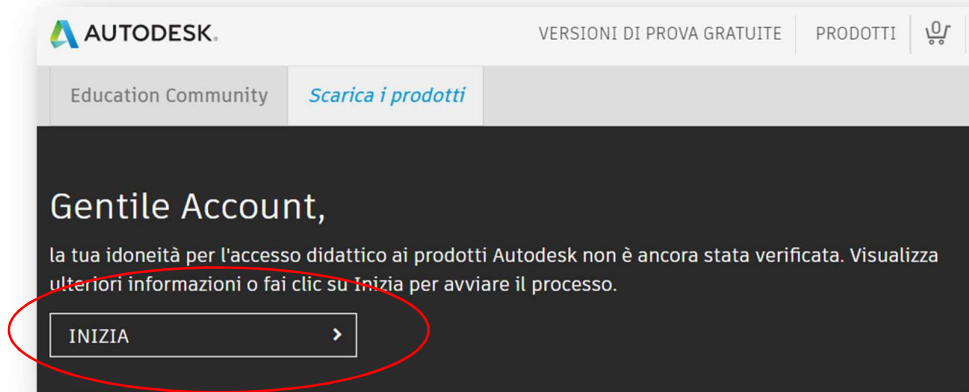 AUTODESK.
VERSIONI DI PROVA GRATUITE
PRODOTTI
0
Education Community
Scarica i prodotti
Gentile Account,
la tua idoneità per l'accesso didattico ai prodotti Autodesk non è ancora stata verificata. Visualizza
ulteriori informazioni o fai clic su Inizia per avviare il processo.
INIZIA